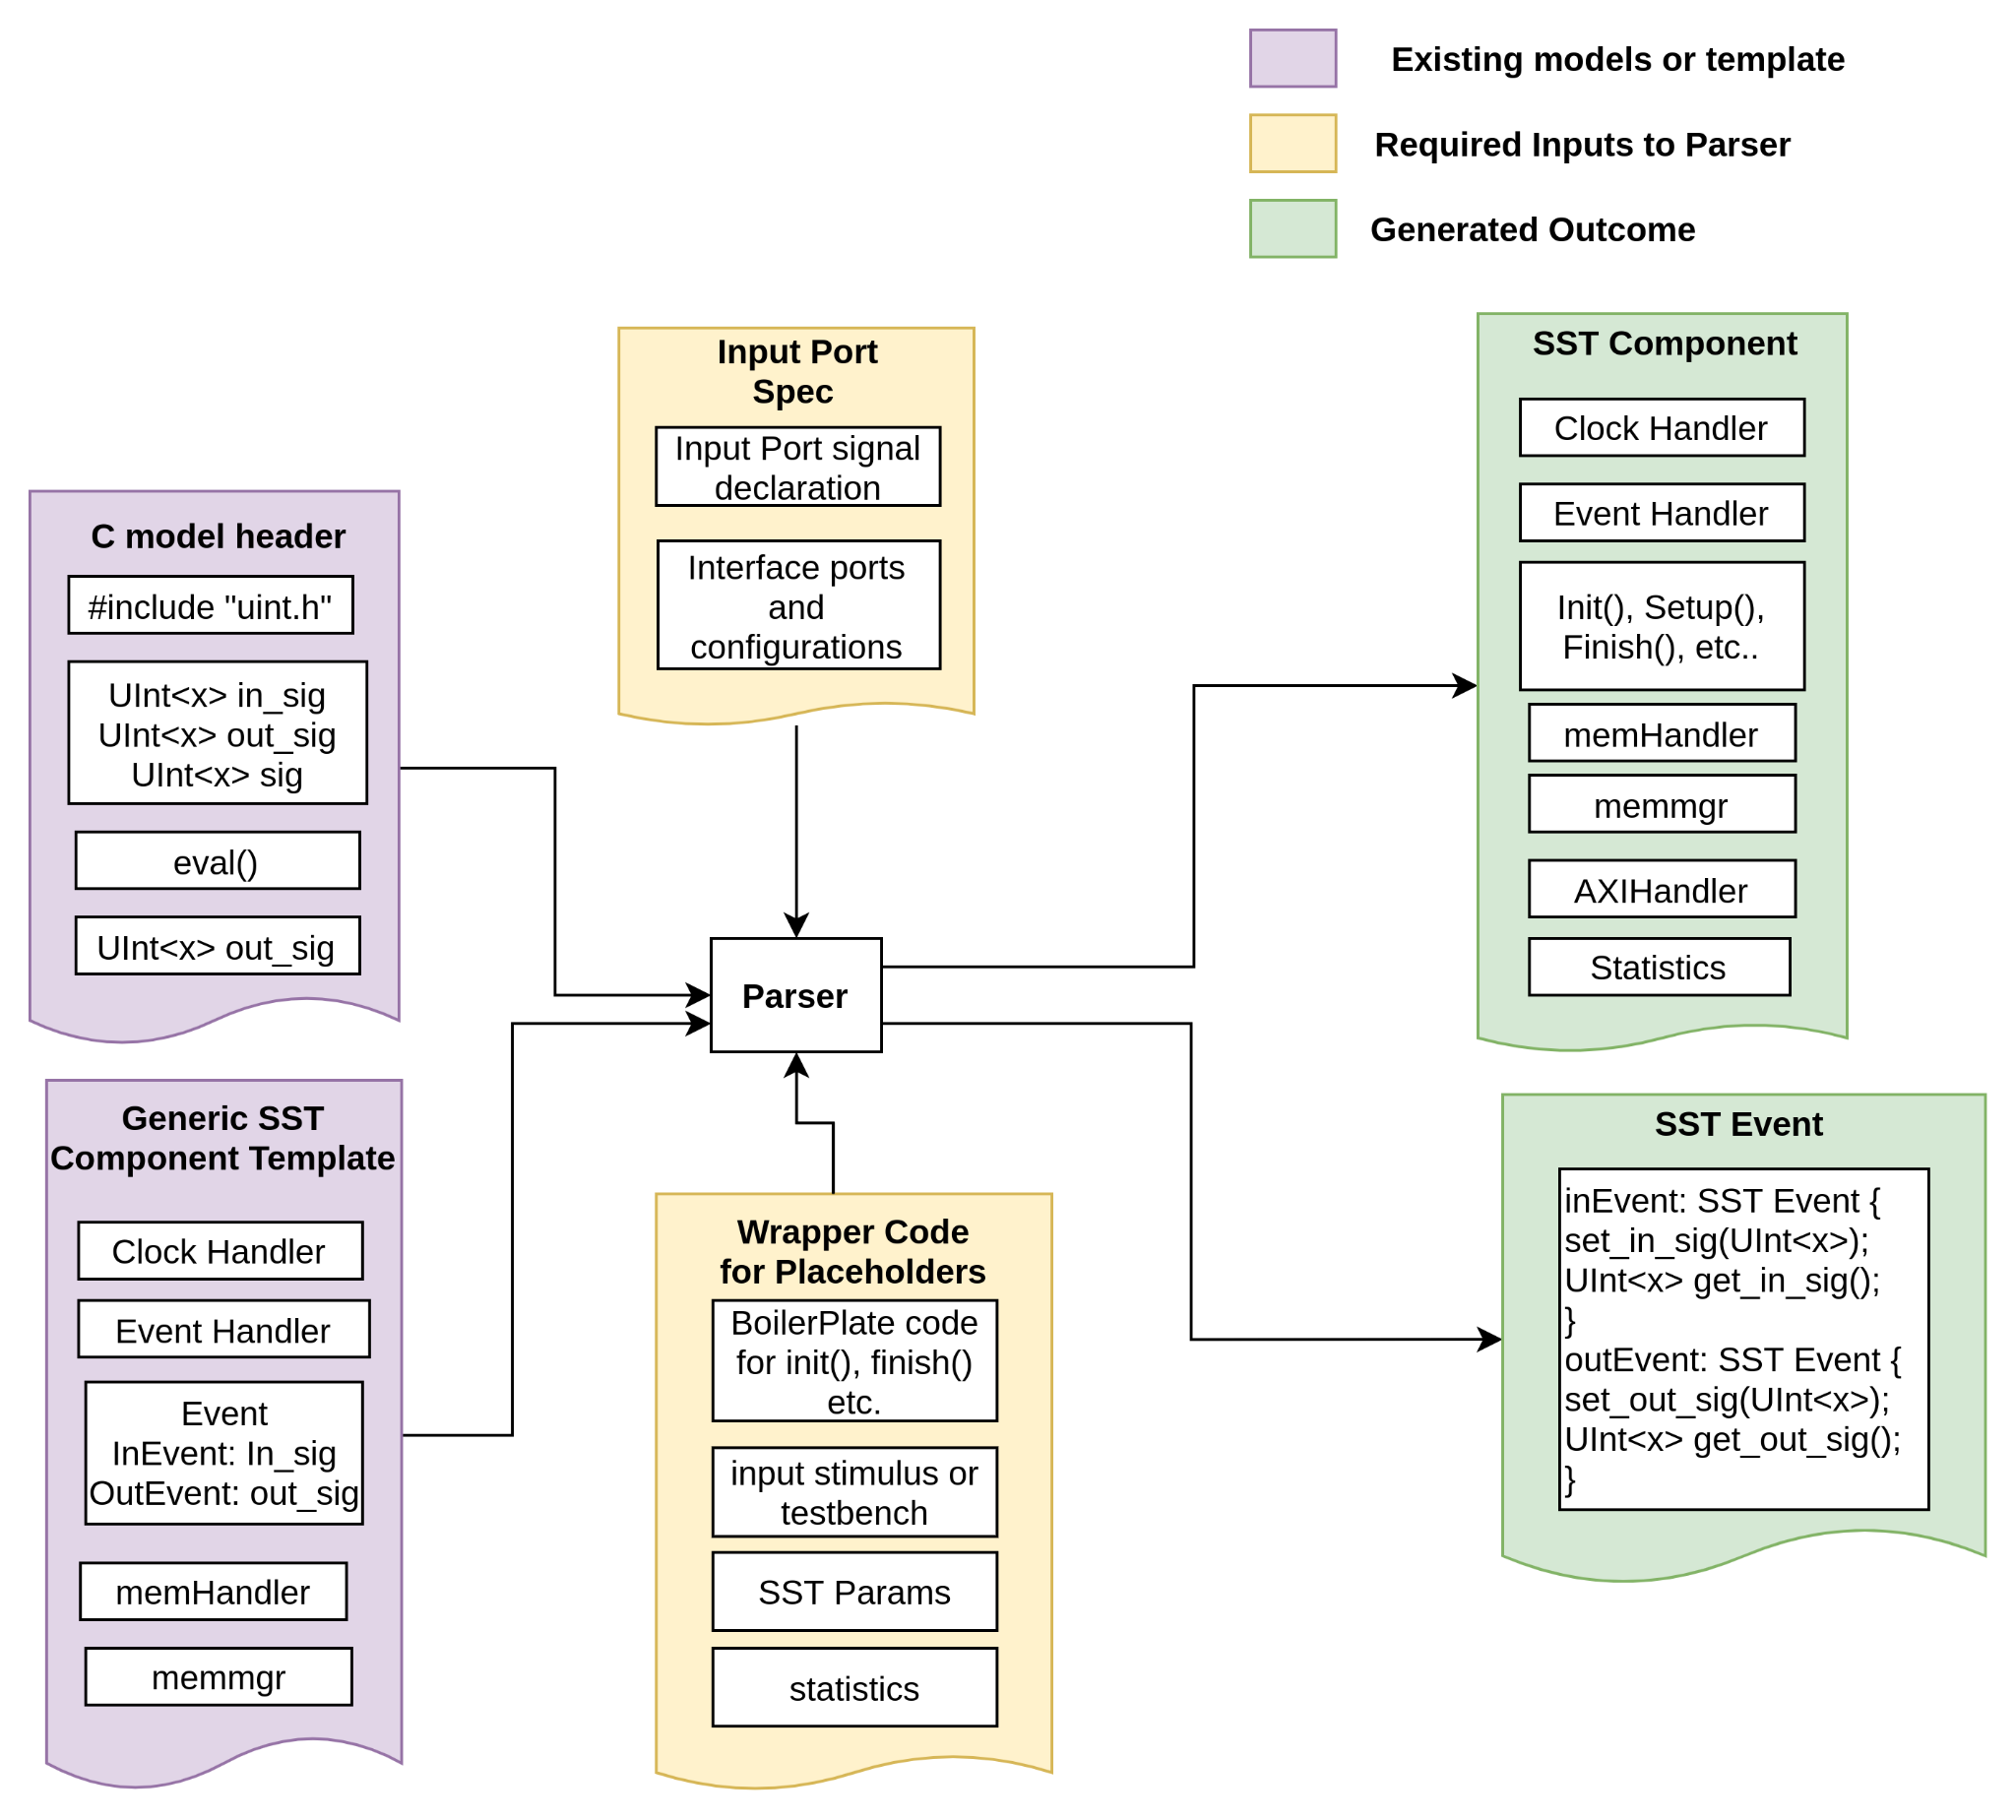 Existing models or template
Required Inputs to Parser
Generated Outcome
C model header
#include "uint.h"
UInt<x> in_sig
UInt<x> out_sig
UInt<x> sig
eval()
UInt<x> out_sig
Generic SST
Component Template
Clock Handler
Event Handler
Event
InEvent: In_sig
OutEvent: out_sig
memHandler
memmgr
Input Port
Spec
Input Port signal
declaration
Interface ports
and
configurations
Parser
Wrapper Code
for Placeholders
BoilerPlate code
for init(), finish()
etc.
input stimulus or
testbench
SST Params
statistics
SST Component
Clock Handler
Event Handler
Init(), Setup(),
Finish(), etc..
memHandler
memmgr
AXIHandler
Statistics
SST Event
inEvent: SST Event {
set_in_sig(UInt<x>);
UInt<x> get_in_sig();
}
outEvent: SST Event {
set_out_sig(UInt<x>);
UInt<x> get_out_sig();
}